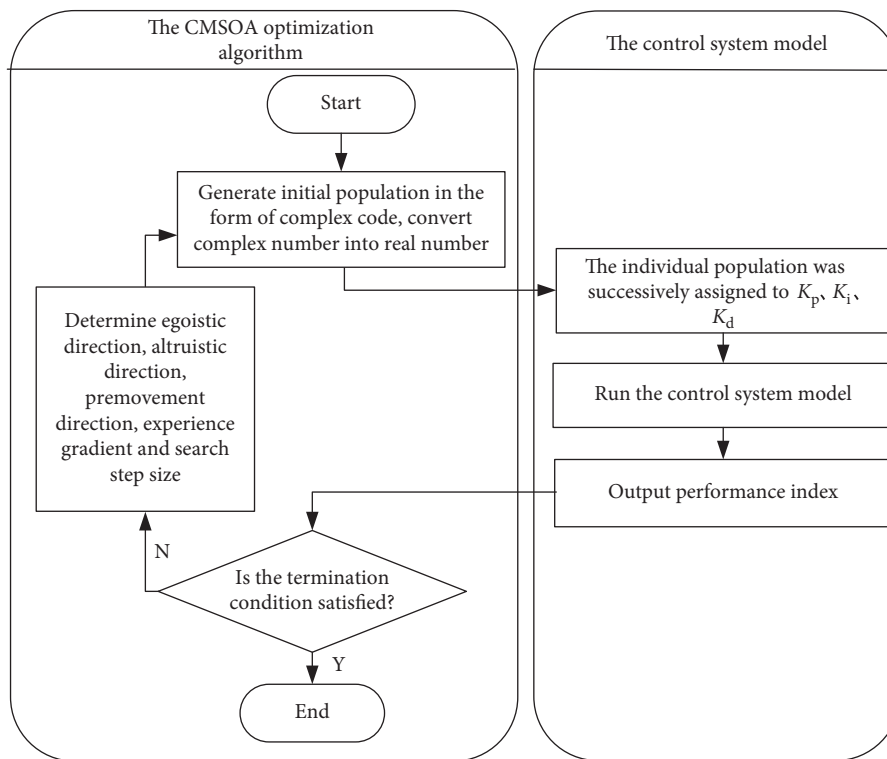 The CMSOA optimization
algorithm
The control system model
Start
Generate initial population in the
form of complex code, convert
complex number into real number
The individual population was
successively assigned to Kp、Ki、
Kd
Run the control system model
Output performance index
Determine egoistic
direction, altruistic
direction,
premovement
direction, experience
gradient and search
step size
N
Is the termination
condition satisfied?
Y
End